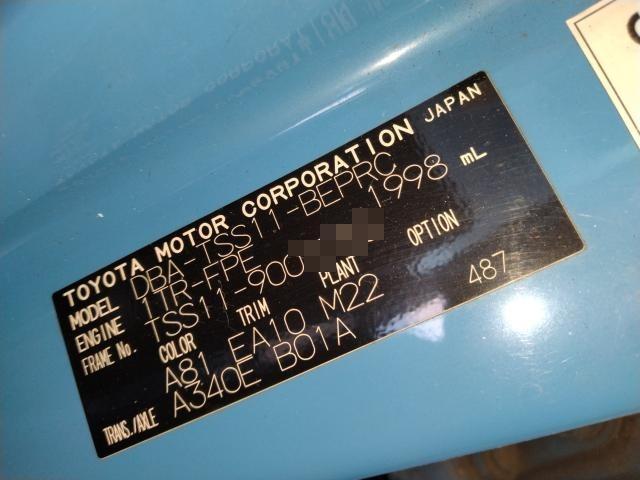 TOYOTA MOTOR CORPORATION JAPAN
MODEL DBA-TSS11-BEPRC
ENGINE 1TR-FPE 1998 mL
FRAME No. TSS11-900
COLOR TRIM PLANT OPTION
A81 EA10 M22 487
TRANS./AXLE A340E B01A